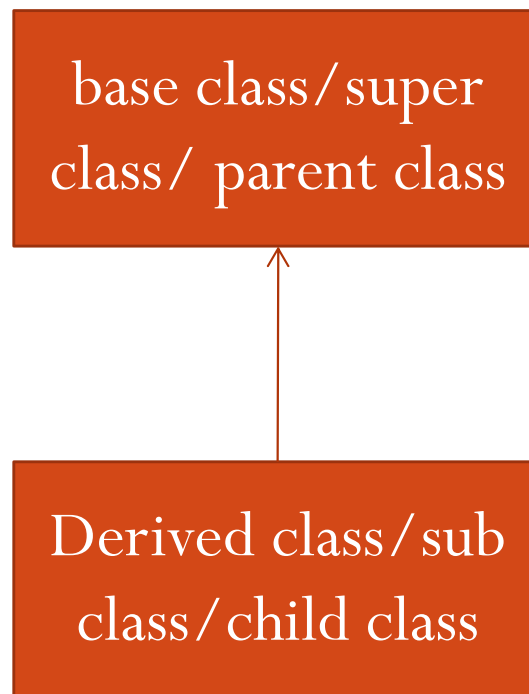 base class/super
class/ parent class
Derived class/sub
class/child class